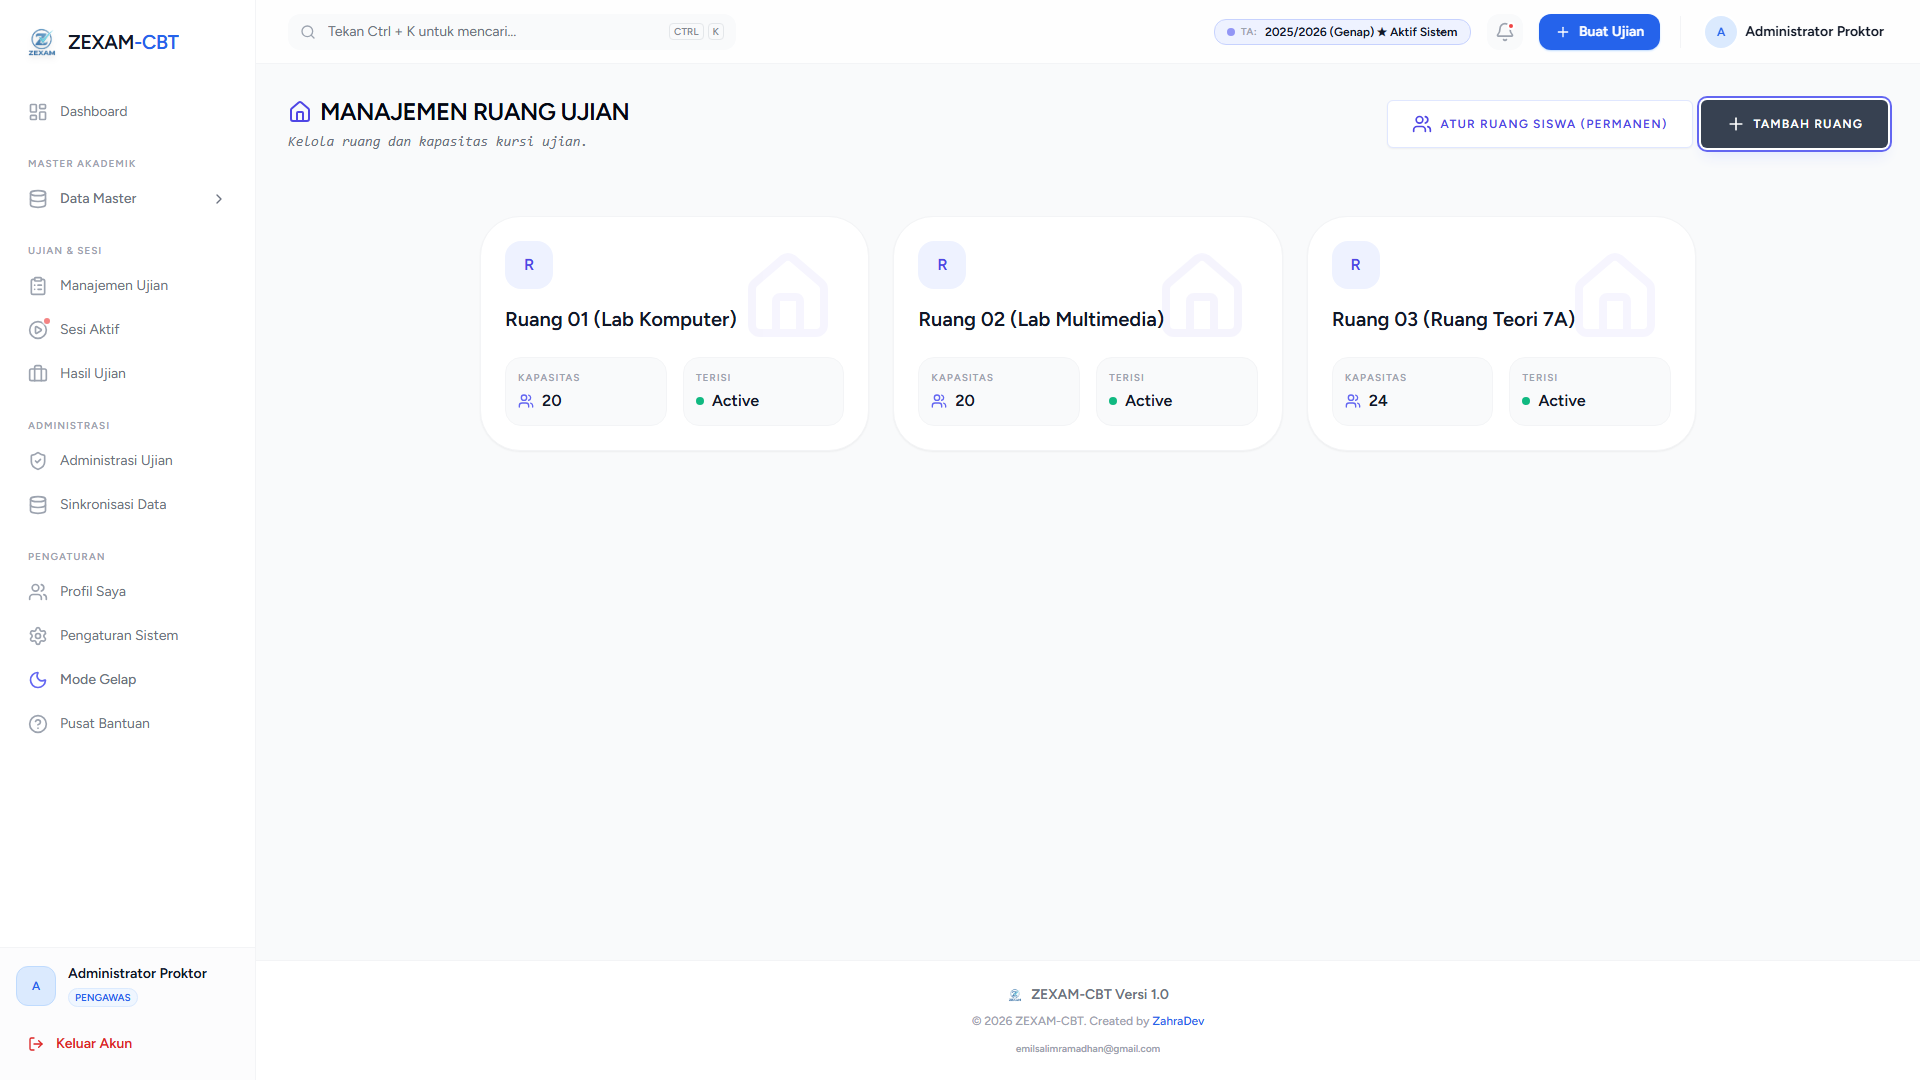 ZEXAM
ZEXAM-CBT
Tekan Ctrl + K untuk mencari...
CTRL
K
TA: 2025/2026 (Genap) ★ Aktif Sistem
Buat Ujian
A
Administrator Proktor
Dashboard
MASTER AKADEMIK
Data Master
UJIAN & SESI
Manajemen Ujian
Sesi Aktif
Hasil Ujian
ADMINISTRASI
Administrasi Ujian
Sinkronisasi Data
PENGATURAN
Profil Saya
Pengaturan Sistem
Mode Gelap
Pusat Bantuan
A
Administrator Proktor
PENGAWAS
Keluar Akun
MANAJEMEN RUANG UJIAN
Kelola ruang dan kapasitas kursi ujian.
ATUR RUANG SISWA (PERMANEN)
TAMBAH RUANG
R
Ruang 01 (Lab Komputer)
KAPASITAS
20
TERISI
Active
R
Ruang 02 (Lab Multimedia)
KAPASITAS
20
TERISI
Active
R
Ruang 03 (Ruang Teori 7A)
KAPASITAS
24
TERISI
Active
ZEXAM-CBT Versi 1.0
© 2026 ZEXAM-CBT. Created by ZahraDev
emilsalimramadhan@gmail.com